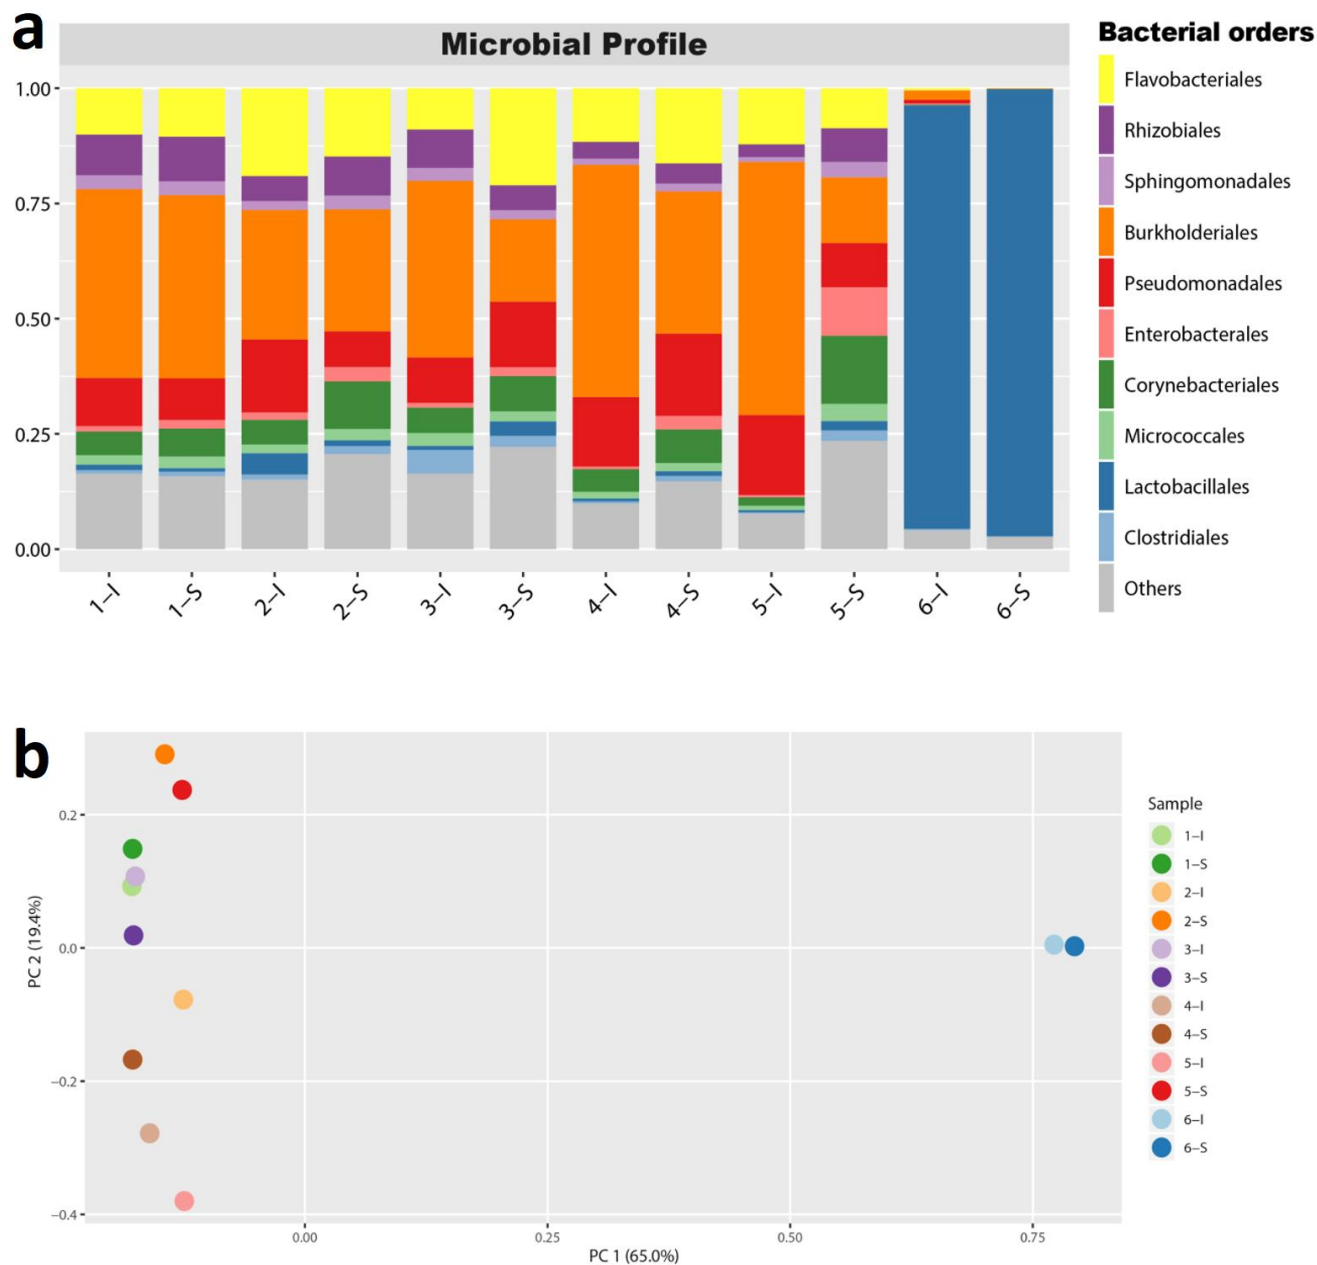 a
Microbial Profile
1.00
0.75
0.50
0.25
0.00
1–I
1–S
2–I
2–S
3–I
3–S
4–I
4–S
5–I
5–S
6–I
6–S
Bacterial orders
Flavobacteriales
Rhizobiales
Sphingomonadales
Burkholderiales
Pseudomonadales
Enterobacterales
Corynebacteriales
Micrococcales
Lactobacillales
Clostridiales
Others
b
PC 2 (19.4%)
0.2
0.0
−0.2
−0.4
0.00
0.25
0.50
0.75
PC 1 (65.0%)
Sample
1–I
1–S
2–I
2–S
3–I
3–S
4–I
4–S
5–I
5–S
6–I
6–S